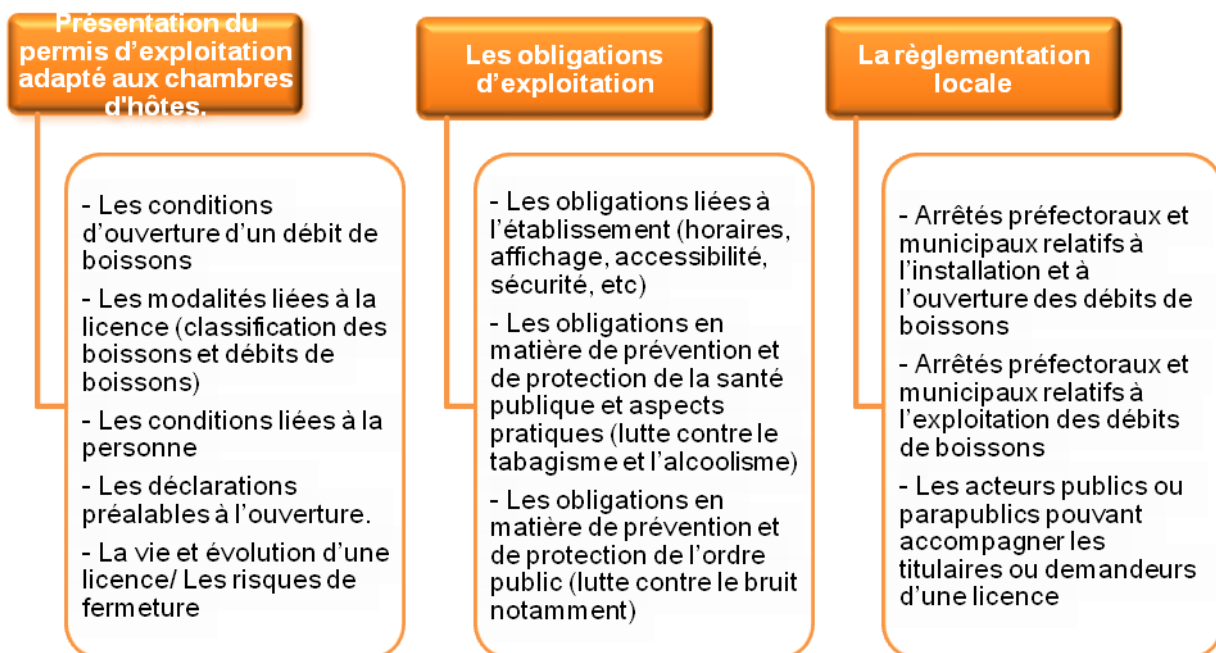 Présentation du
permis d'exploitation
adapté aux chambres
d'hôtes.
- Les conditions
d'ouverture d'un débit de
boissons
- Les modalités liées à la
licence (classification des
boissons et débits de
boissons)
- Les conditions liées à la
personne
- Les déclarations
préalables à l'ouverture.
- La vie et évolution d'une
licence/ Les risques de
fermeture
Les obligations
d'exploitation
- Les obligations liées à
l'établissement (horaires,
affichage, accessibilité,
sécurité, etc)
- Les obligations en
matière de prévention et
de protection de la santé
publique et aspects
pratiques (lutte contre le
tabagisme et l'alcoolisme)
- Les obligations en
matière de prévention et
de protection de l'ordre
public (lutte contre le bruit
notamment)
La règlementation
locale
- Arrêtés préfectoraux et
municipaux relatifs à
l'installation et à
l'ouverture des débits de
boissons
- Arrêtés préfectoraux et
municipaux relatifs à
l'exploitation des débits
de boissons
- Les acteurs publics ou
parapublics pouvant
accompagner les
titulaires ou demandeurs
d'une licence